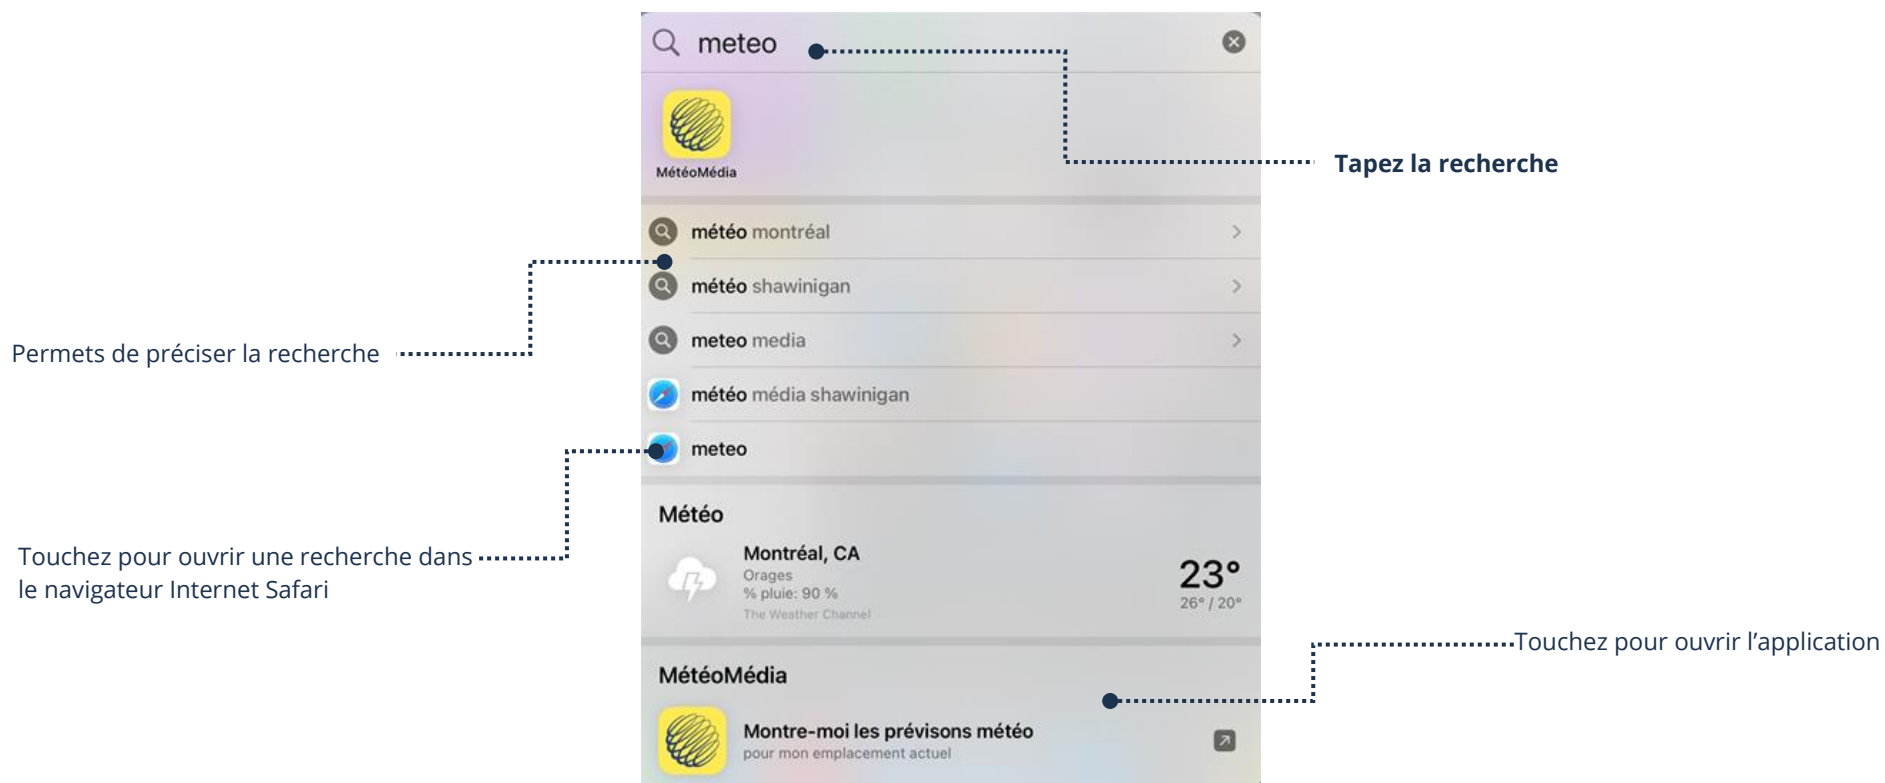 meteo
MétéoMédia
Tapez la recherche
météo montréal
météo shawinigan
Permets de préciser la recherche
meteo media
météo média shawinigan
meteo
Météo
Touchez pour ouvrir une recherche dans
le navigateur Internet Safari
Montréal, CA
Orages
% pluie: 90 %
The Weather Channel
23°
26° / 20°
Touchez pour ouvrir l’application
MétéoMédia
Montre-moi les prévisons météo
pour mon emplacement actuel